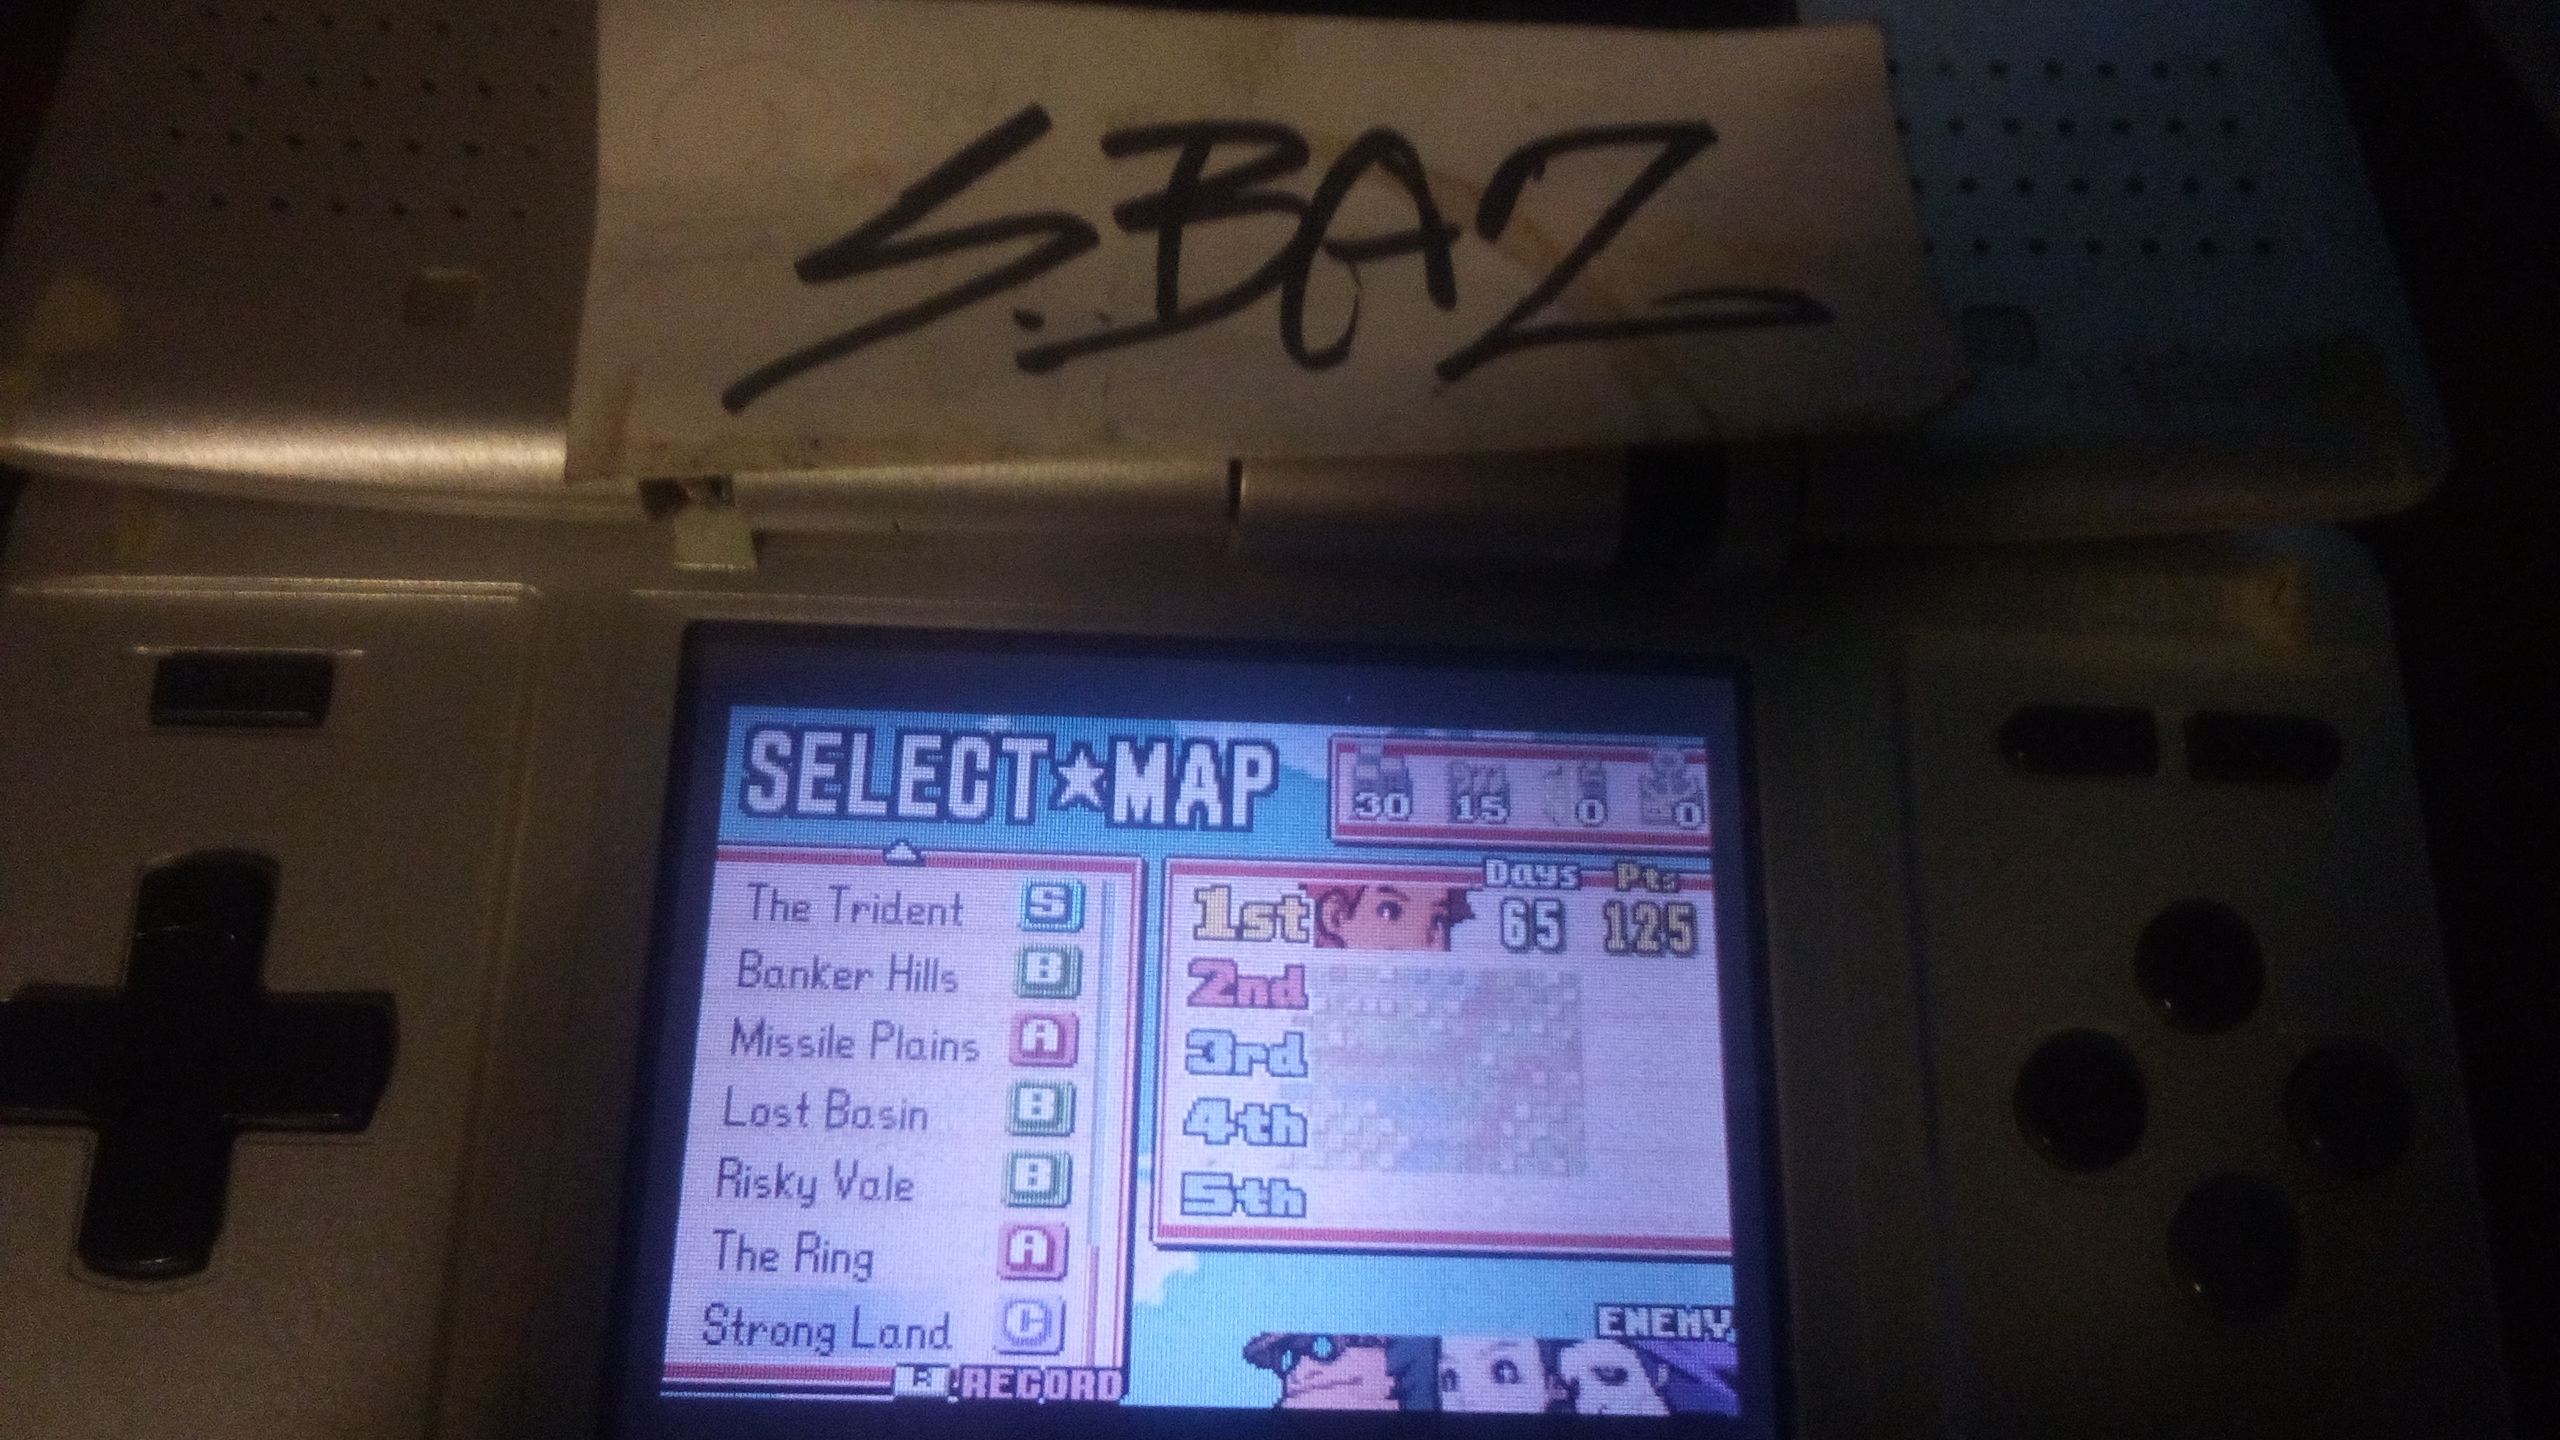 S.BAZ
SELECT★MAP
30 15 0 0
The Trident S
Banker Hills B
Missile Plains A
Lost Basin B
Risky Vale B
The Ring A
Strong Land C
R:RECORD
Days Pts
1st 65 125
2nd
3rd
4th
5th
ENEMY